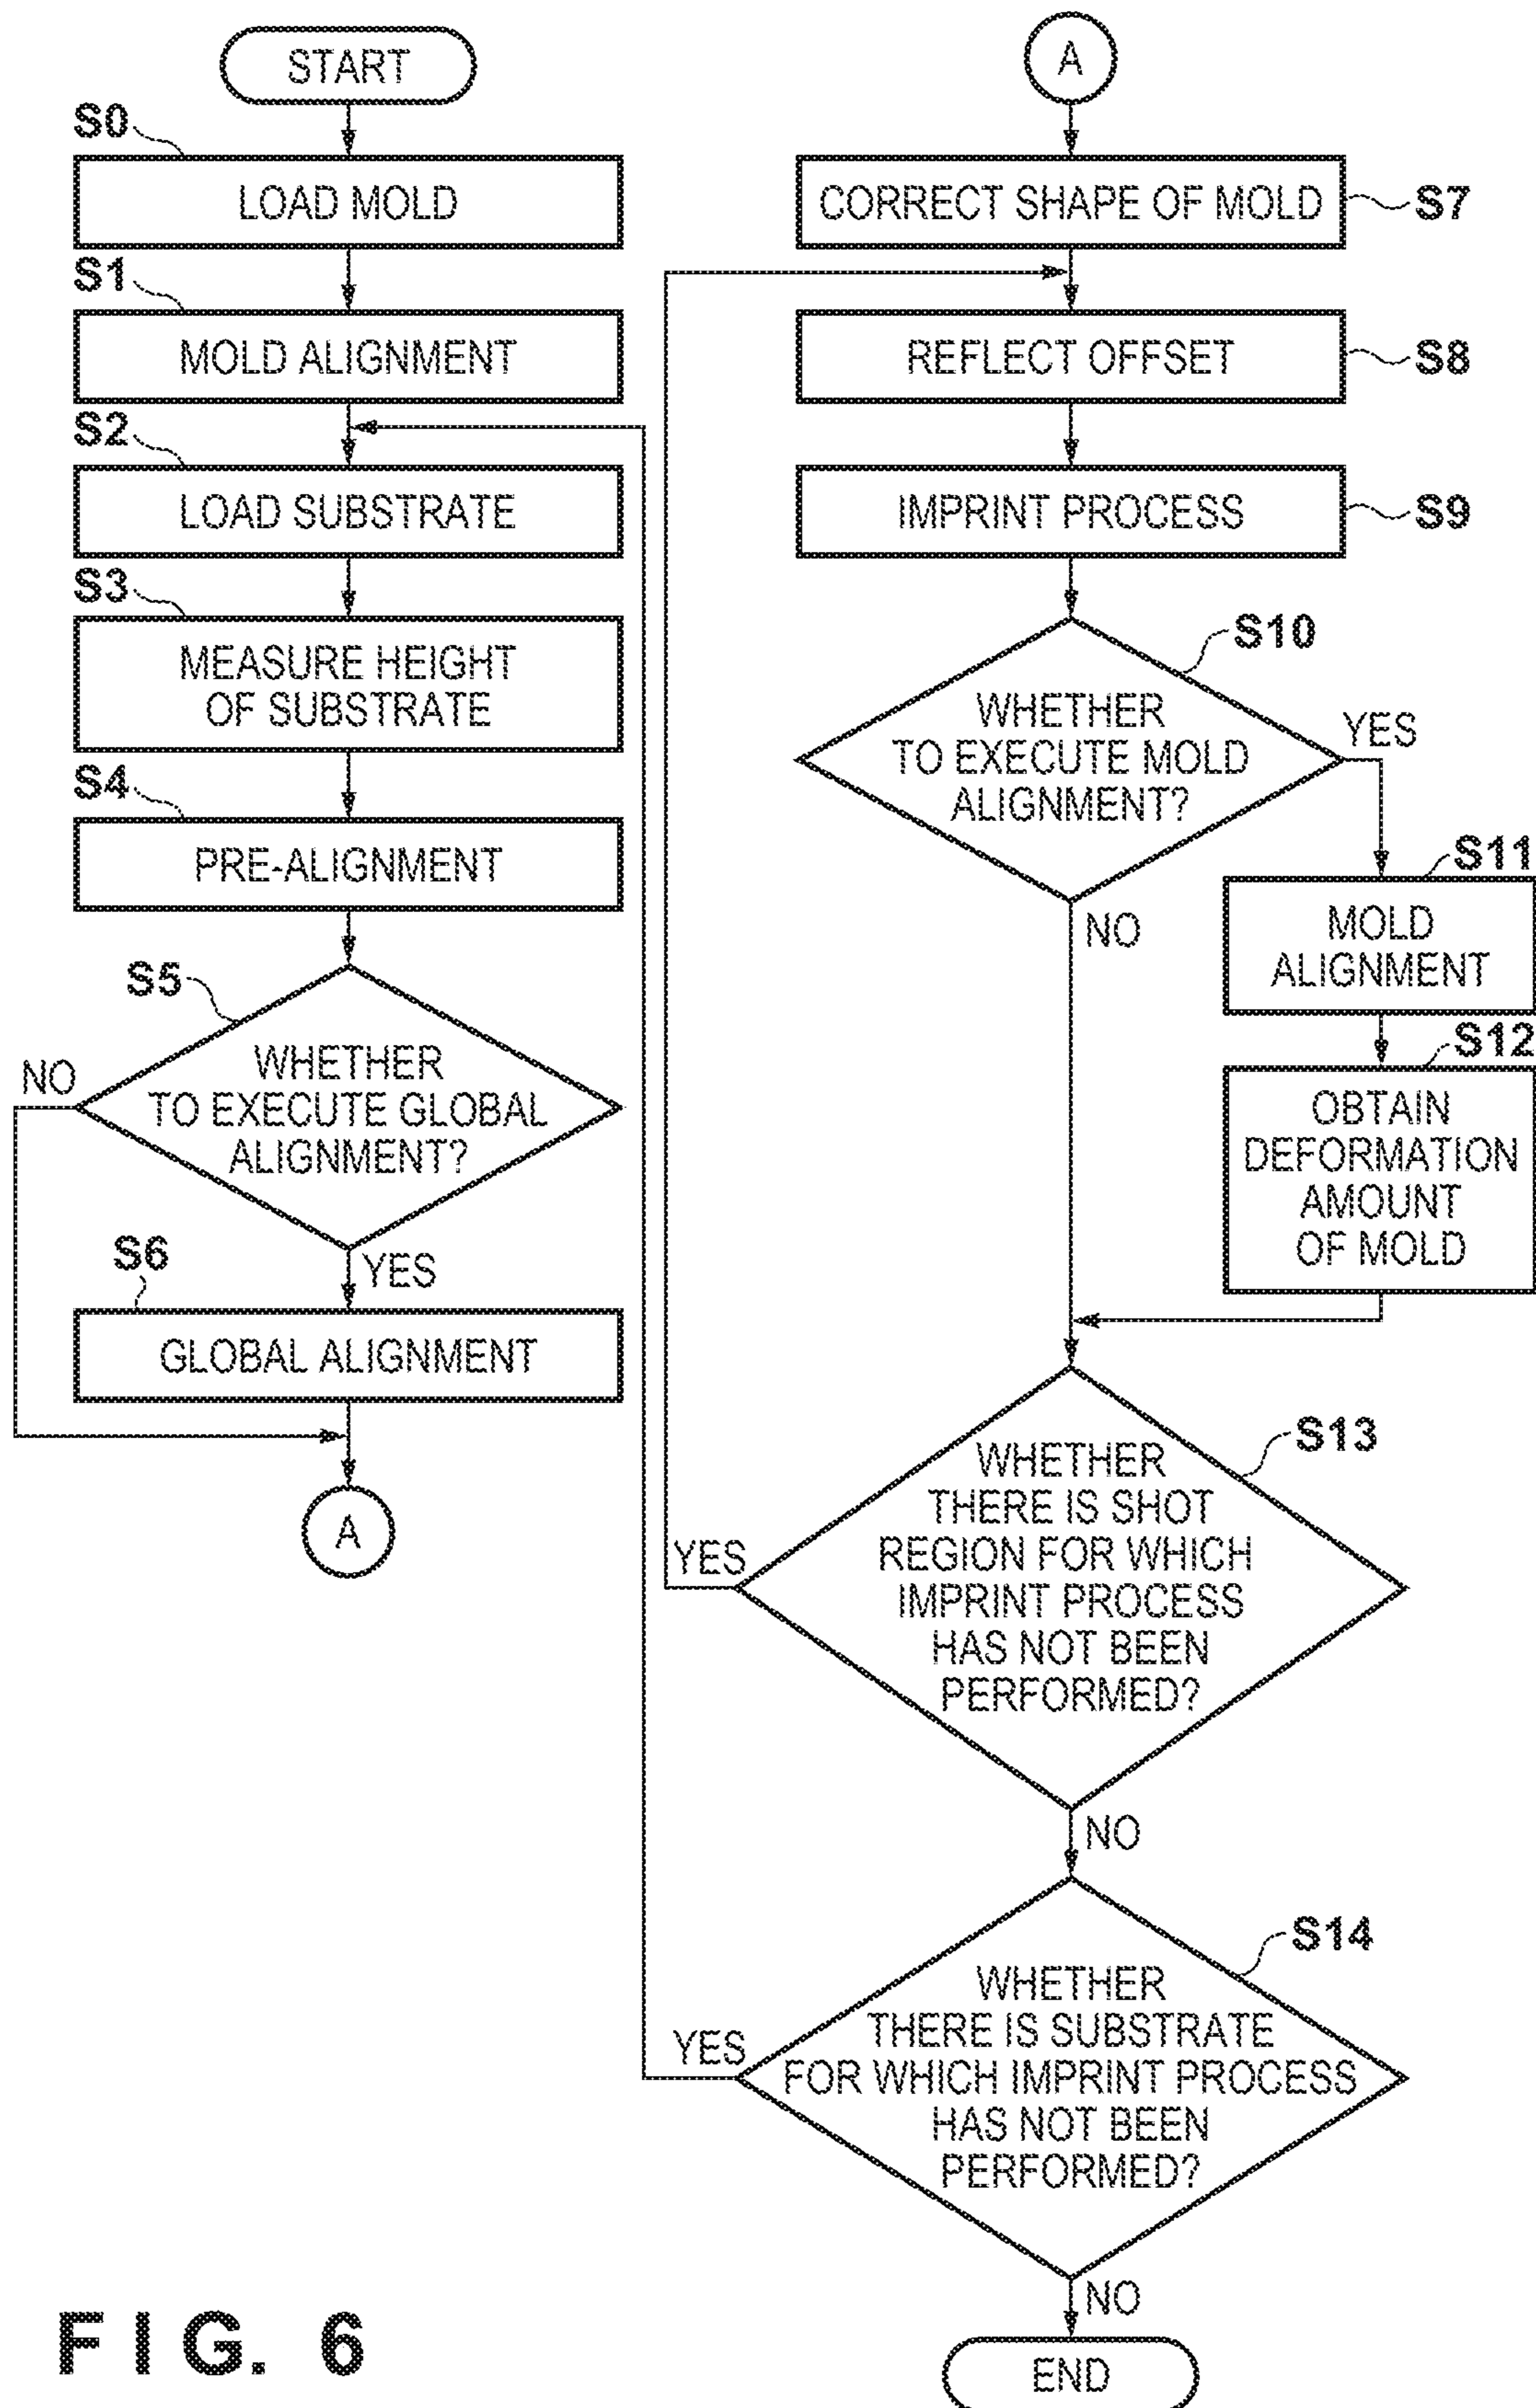 START
S0
LOAD MOLD
S1
MOLD ALIGNMENT
S2
LOAD SUBSTRATE
S3
MEASURE HEIGHT
OF SUBSTRATE
S4
PRE-ALIGNMENT
S5
WHETHER
TO EXECUTE GLOBAL
ALIGNMENT?
NO
YES
S6
GLOBAL ALIGNMENT
A
A
CORRECT SHAPE OF MOLD
S7
REFLECT OFFSET
S8
IMPRINT PROCESS
S9
S10
WHETHER
TO EXECUTE MOLD
ALIGNMENT?
YES
NO
S11
MOLD
ALIGNMENT
S12
OBTAIN
DEFORMATION
AMOUNT
OF MOLD
S13
WHETHER
THERE IS SHOT
REGION FOR WHICH
IMPRINT PROCESS
HAS NOT BEEN
PERFORMED?
YES
NO
S14
WHETHER
THERE IS SUBSTRATE
FOR WHICH IMPRINT PROCESS
HAS NOT BEEN
PERFORMED?
YES
NO
END
FIG. 6